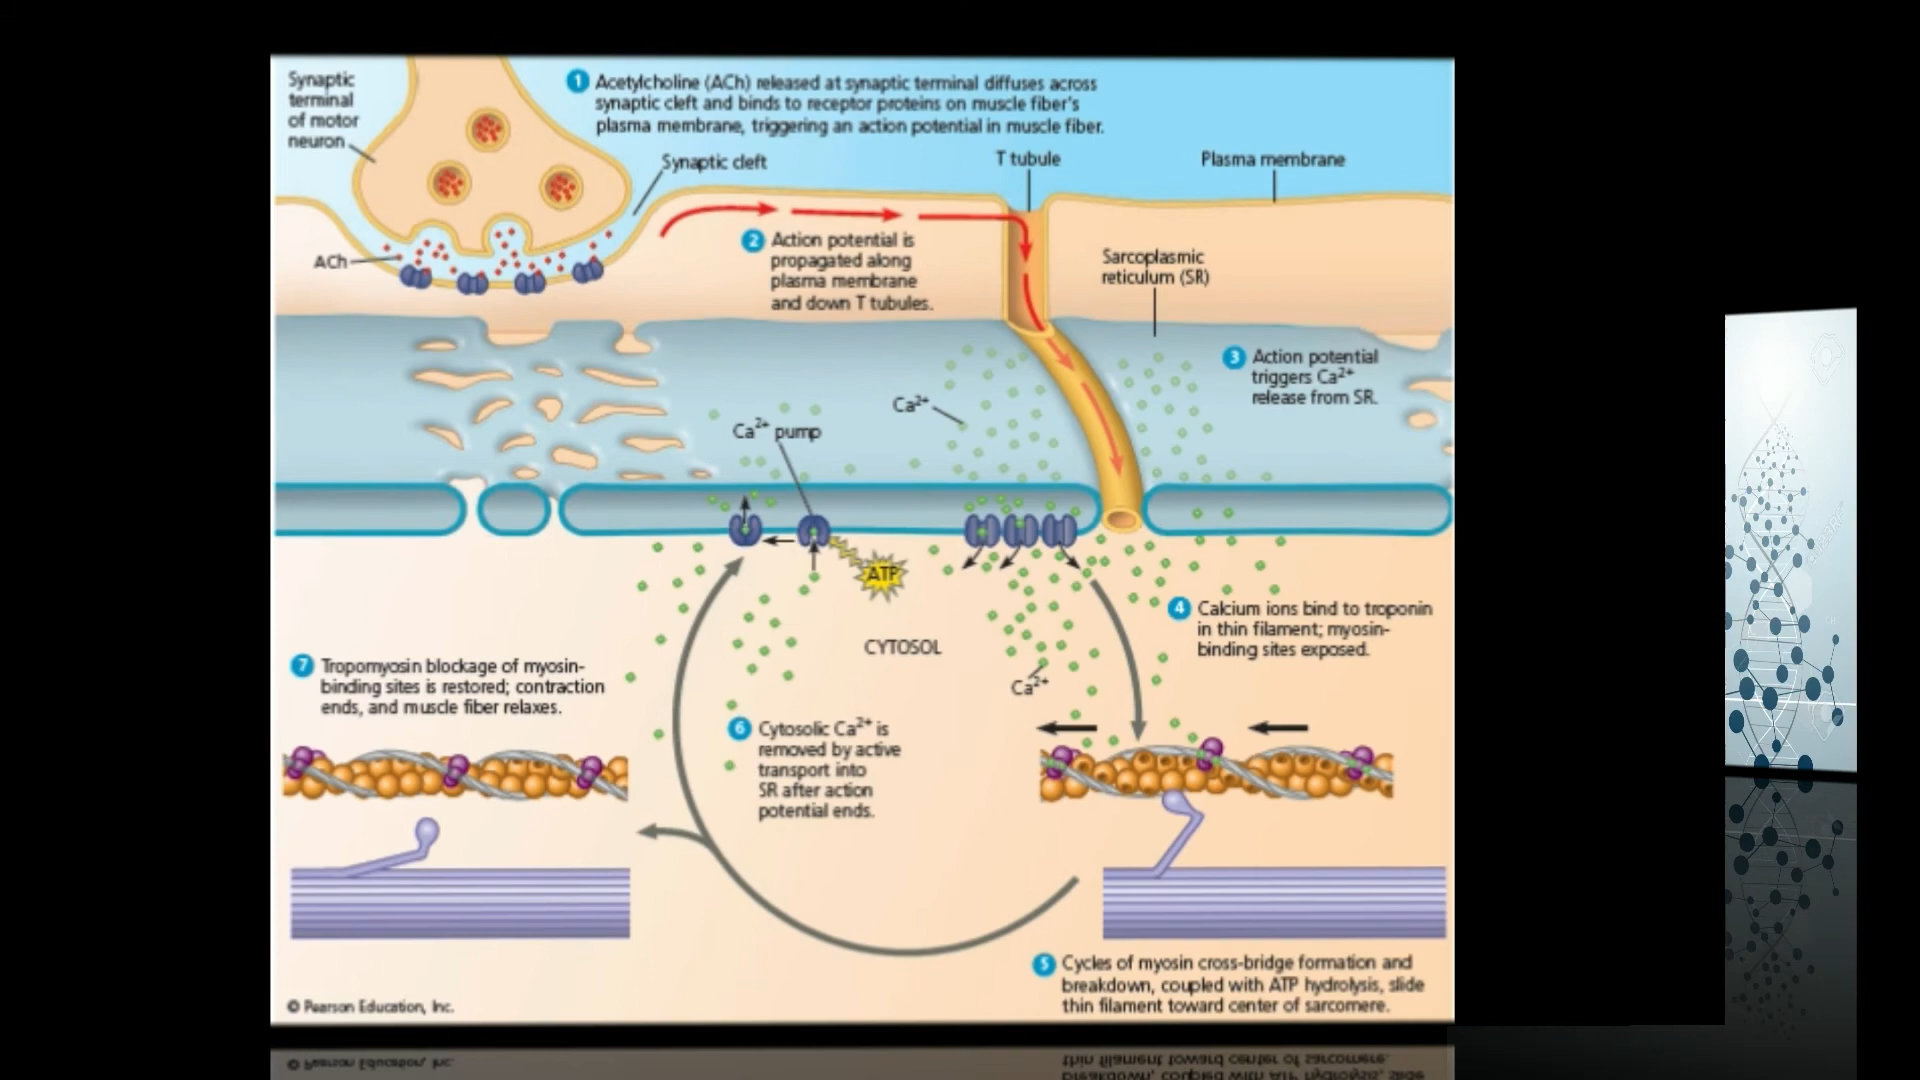 Synaptic
terminal
of motor
neuron
1 Acetylcholine (ACh) released at synaptic terminal diffuses across
synaptic cleft and binds to receptor proteins on muscle fiber's
plasma membrane, triggering an action potential in muscle fiber.
Synaptic cleft
T tubule
Plasma membrane
ACh
2 Action potential is
propagated along
plasma membrane
and down T tubules.
Sarcoplasmic
reticulum (SR)
3 Action potential
triggers Ca²⁺
release from SR.
Ca²⁺
Ca²⁺ pump
ATP
CYTOSOL
4 Calcium ions bind to troponin
in thin filament; myosin-
binding sites exposed.
Ca²⁺
7 Tropomyosin blockage of myosin-
binding sites is restored; contraction
ends, and muscle fiber relaxes.
6 Cytosolic Ca²⁺ is
removed by active
transport into
SR after action
potential ends.
5 Cycles of myosin cross-bridge formation and
breakdown, coupled with ATP hydrolysis, slide
thin filament toward center of sarcomere.
© Pearson Education, Inc.